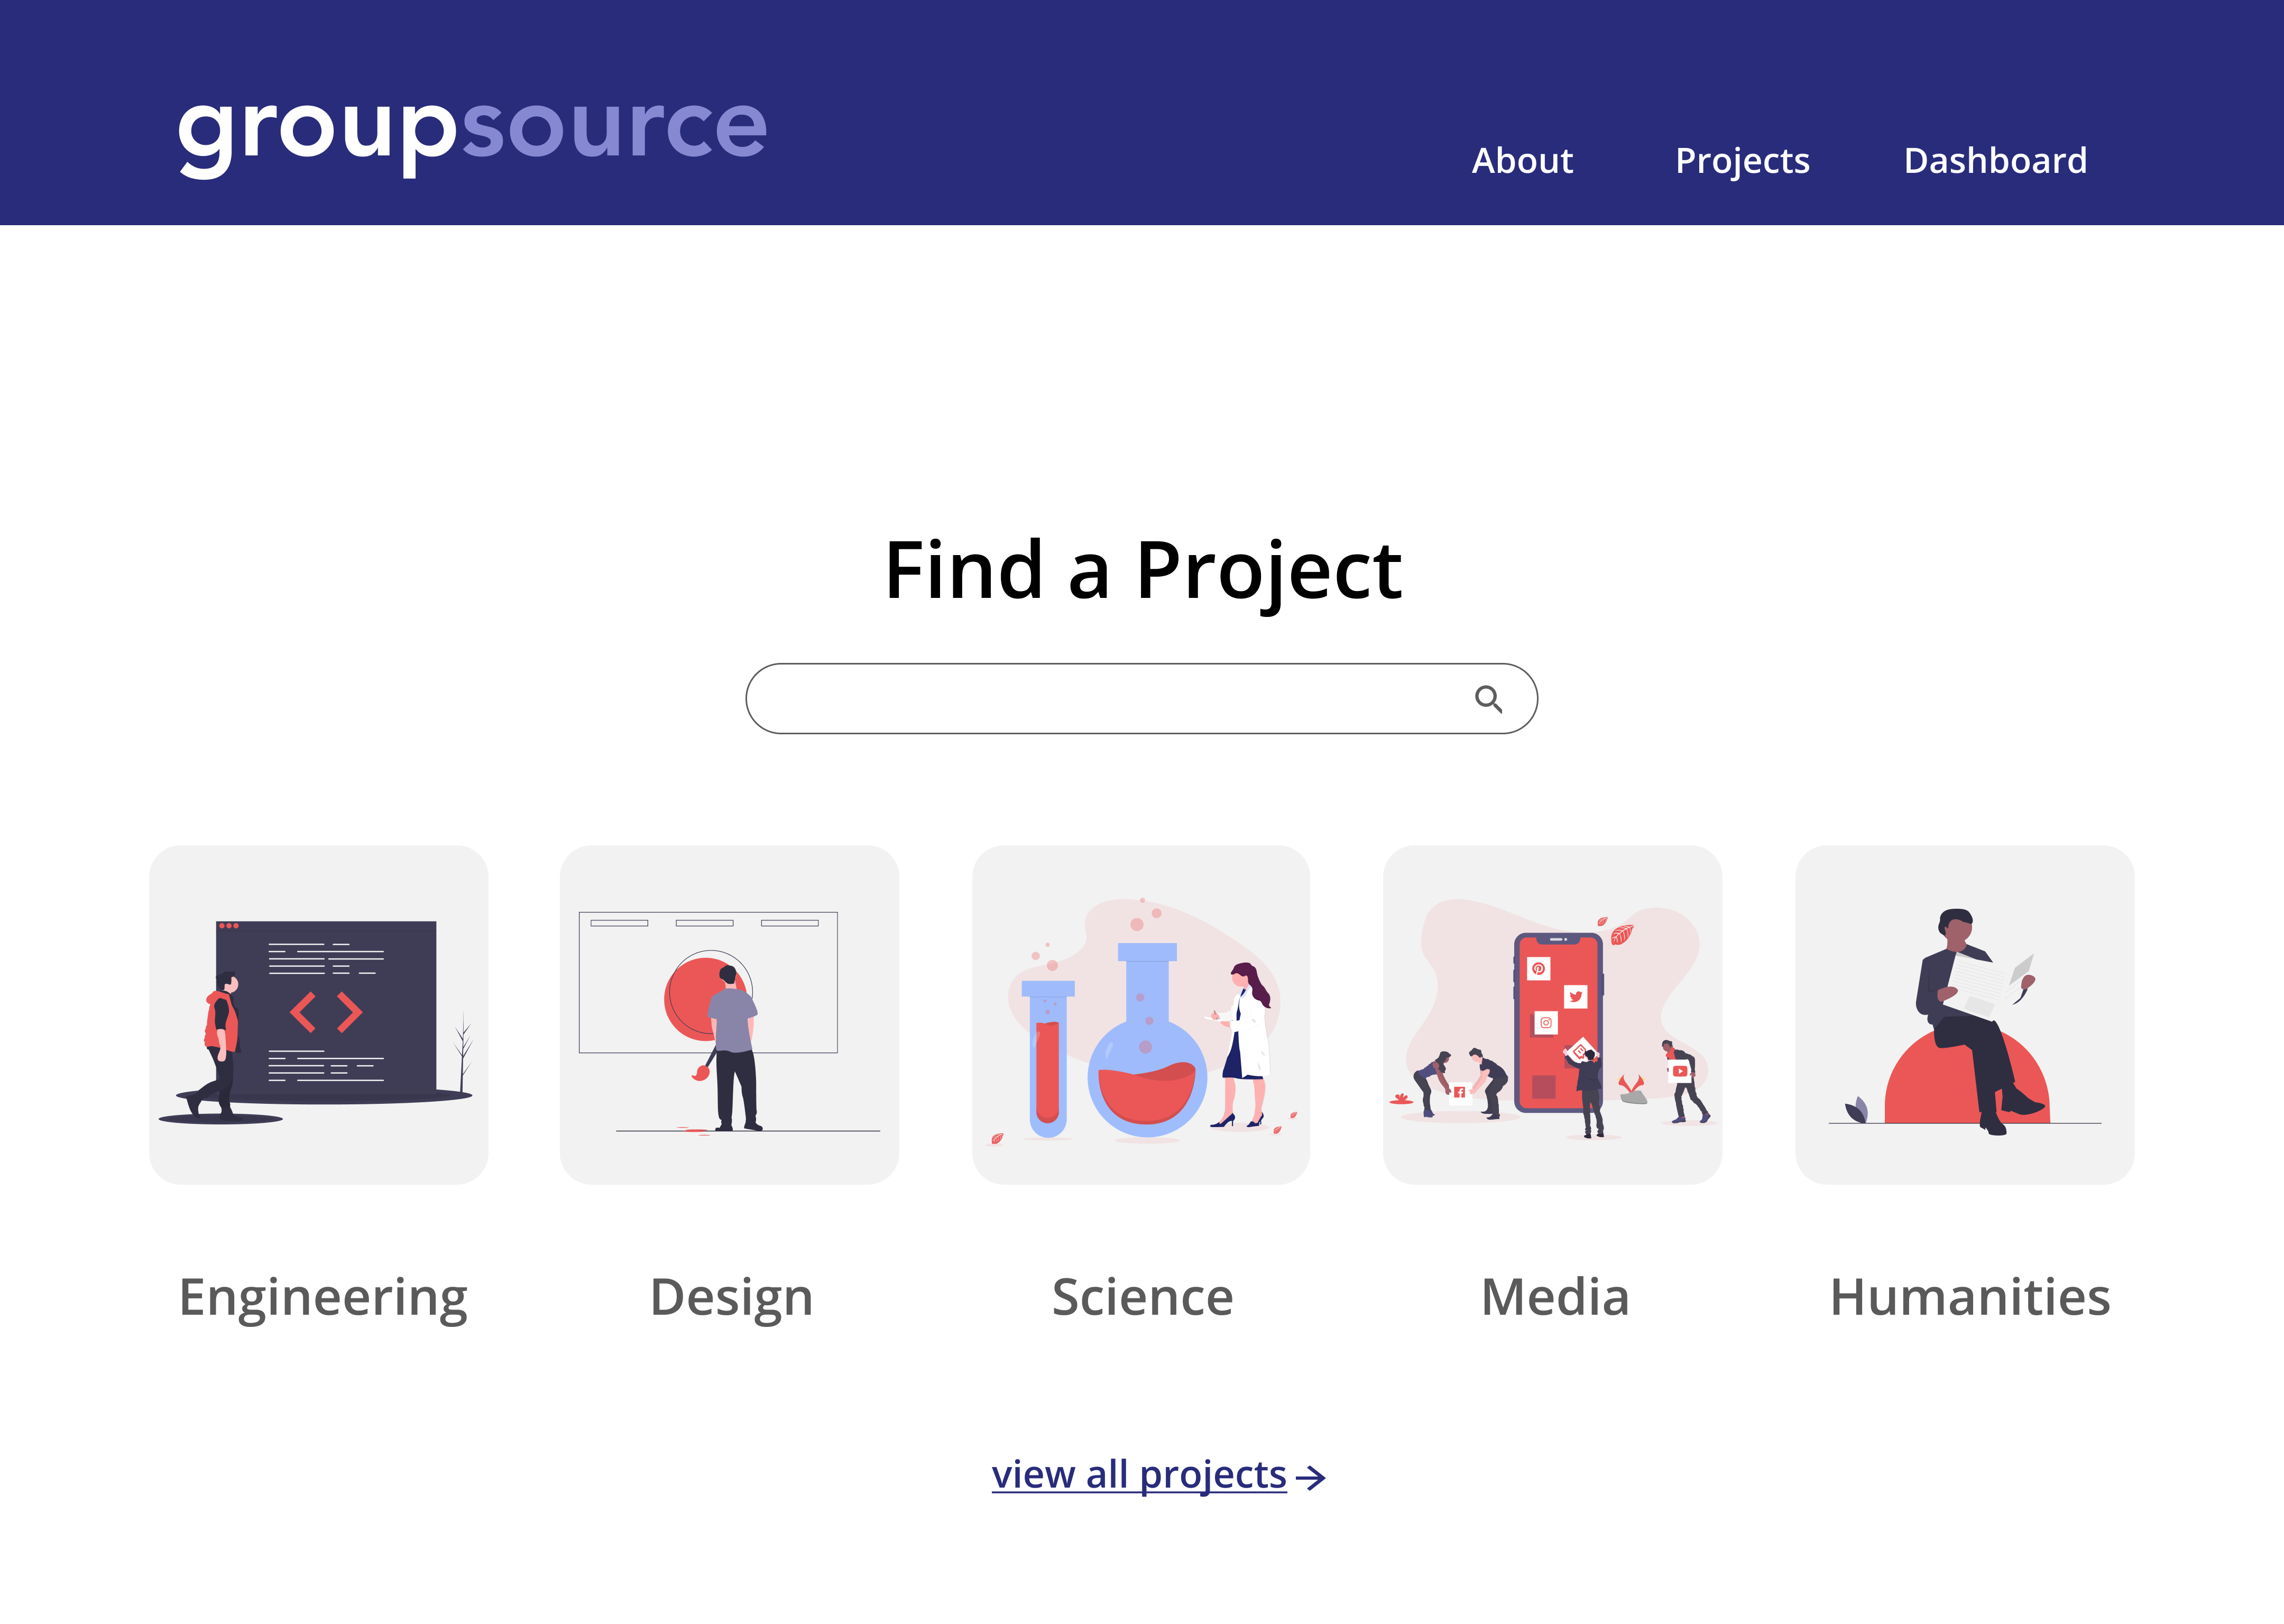 groupsource
About Projects Dashboard
Find a Project
Engineering Design Science Media Humanities
view all projects